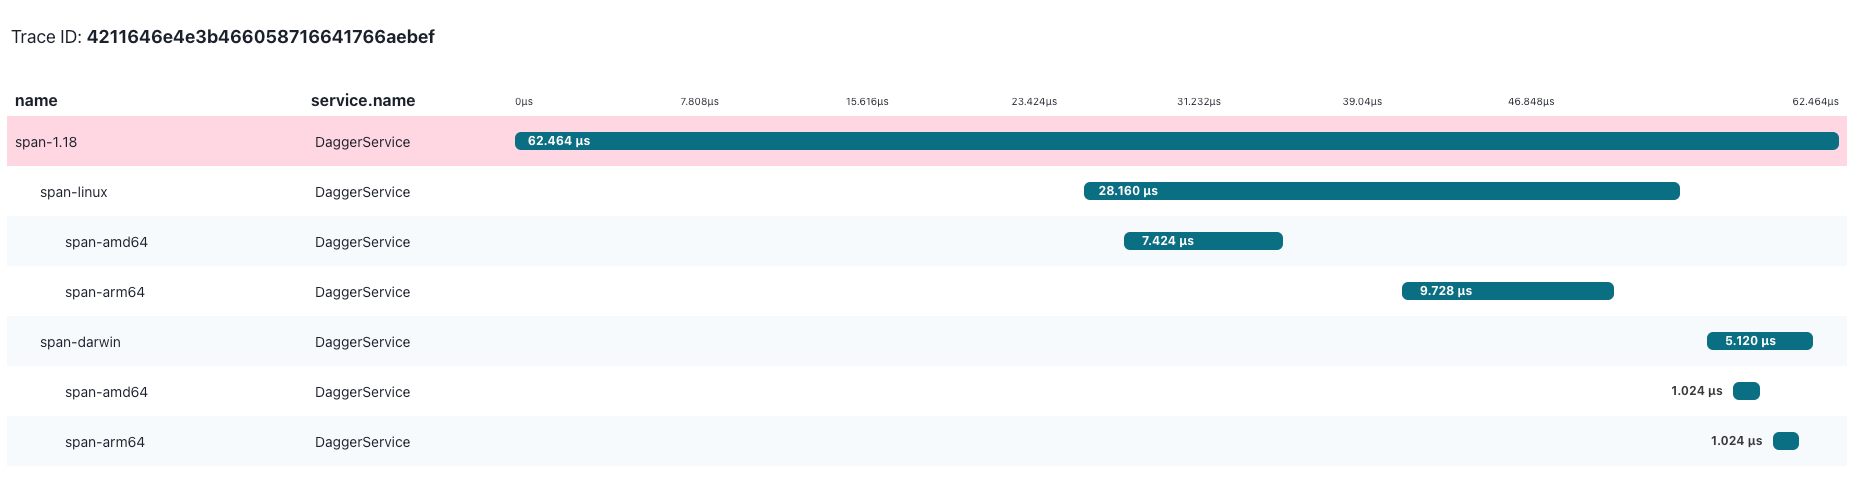 Trace ID: 4211646e4e3b466058716641766aebef
name service.name 0µs 7.808µs 15.616µs 23.424µs 31.232µs 39.04µs 46.848µs 62.464µs
span-1.18 DaggerService 62.464 µs
span-linux DaggerService 28.160 µs
span-amd64 DaggerService 7.424 µs
span-arm64 DaggerService 9.728 µs
span-darwin DaggerService 5.120 µs
span-amd64 DaggerService 1.024 µs
span-arm64 DaggerService 1.024 µs